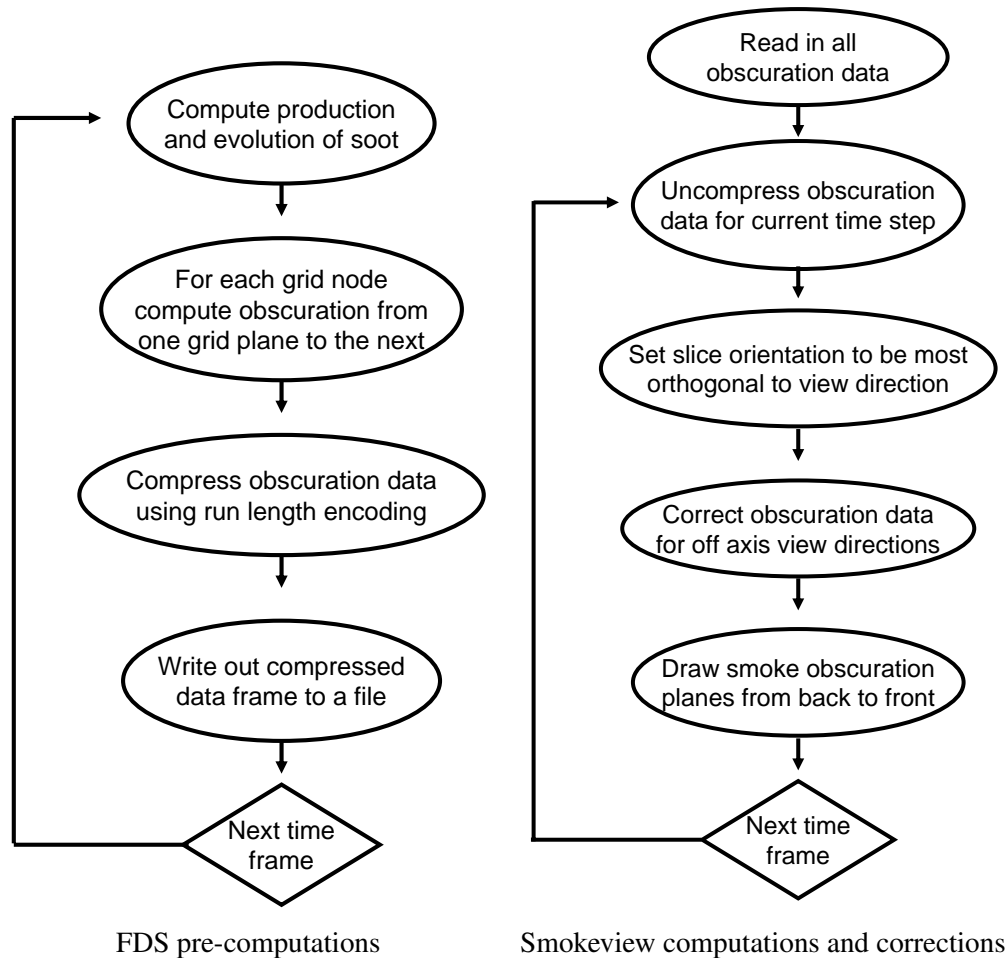 Compute production
and evolution of soot
For each grid node
compute obscuration from
one grid plane to the next
Compress obscuration data
using run length encoding
Write out compressed
data frame to a file
Next time
frame
FDS pre-computations
Read in all
obscuration data
Uncompress obscuration
data for current time step
Set slice orientation to be most
orthogonal to view direction
Correct obscuration data
for off axis view directions
Draw smoke obscuration
planes from back to front
Next time
frame
Smokeview computations and corrections